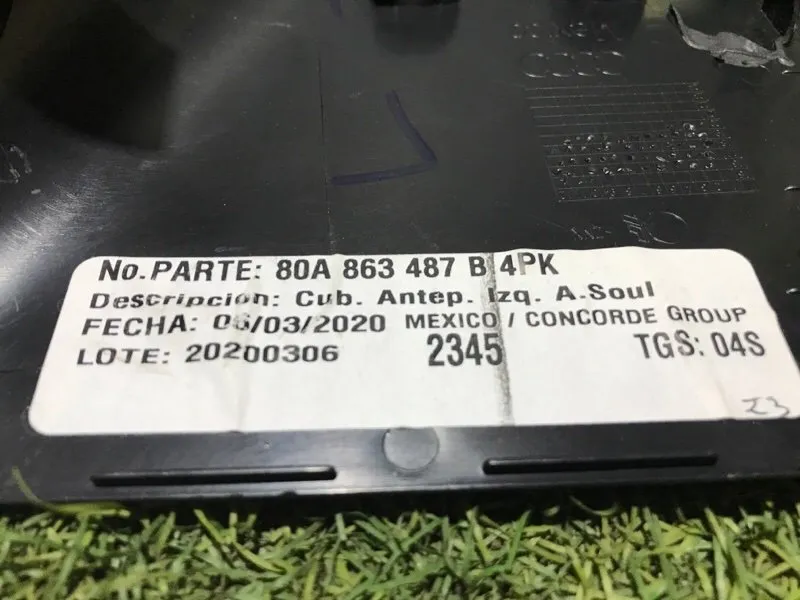 No.PARTE: 80A 863 487 B 4PK
Descripcion: Cub. Antep. Izq. A.Soul
FECHA: 06/03/2020 MEXICO / CONCORDE GROUP
LOTE: 20200306 2345 TGS: 04S
23